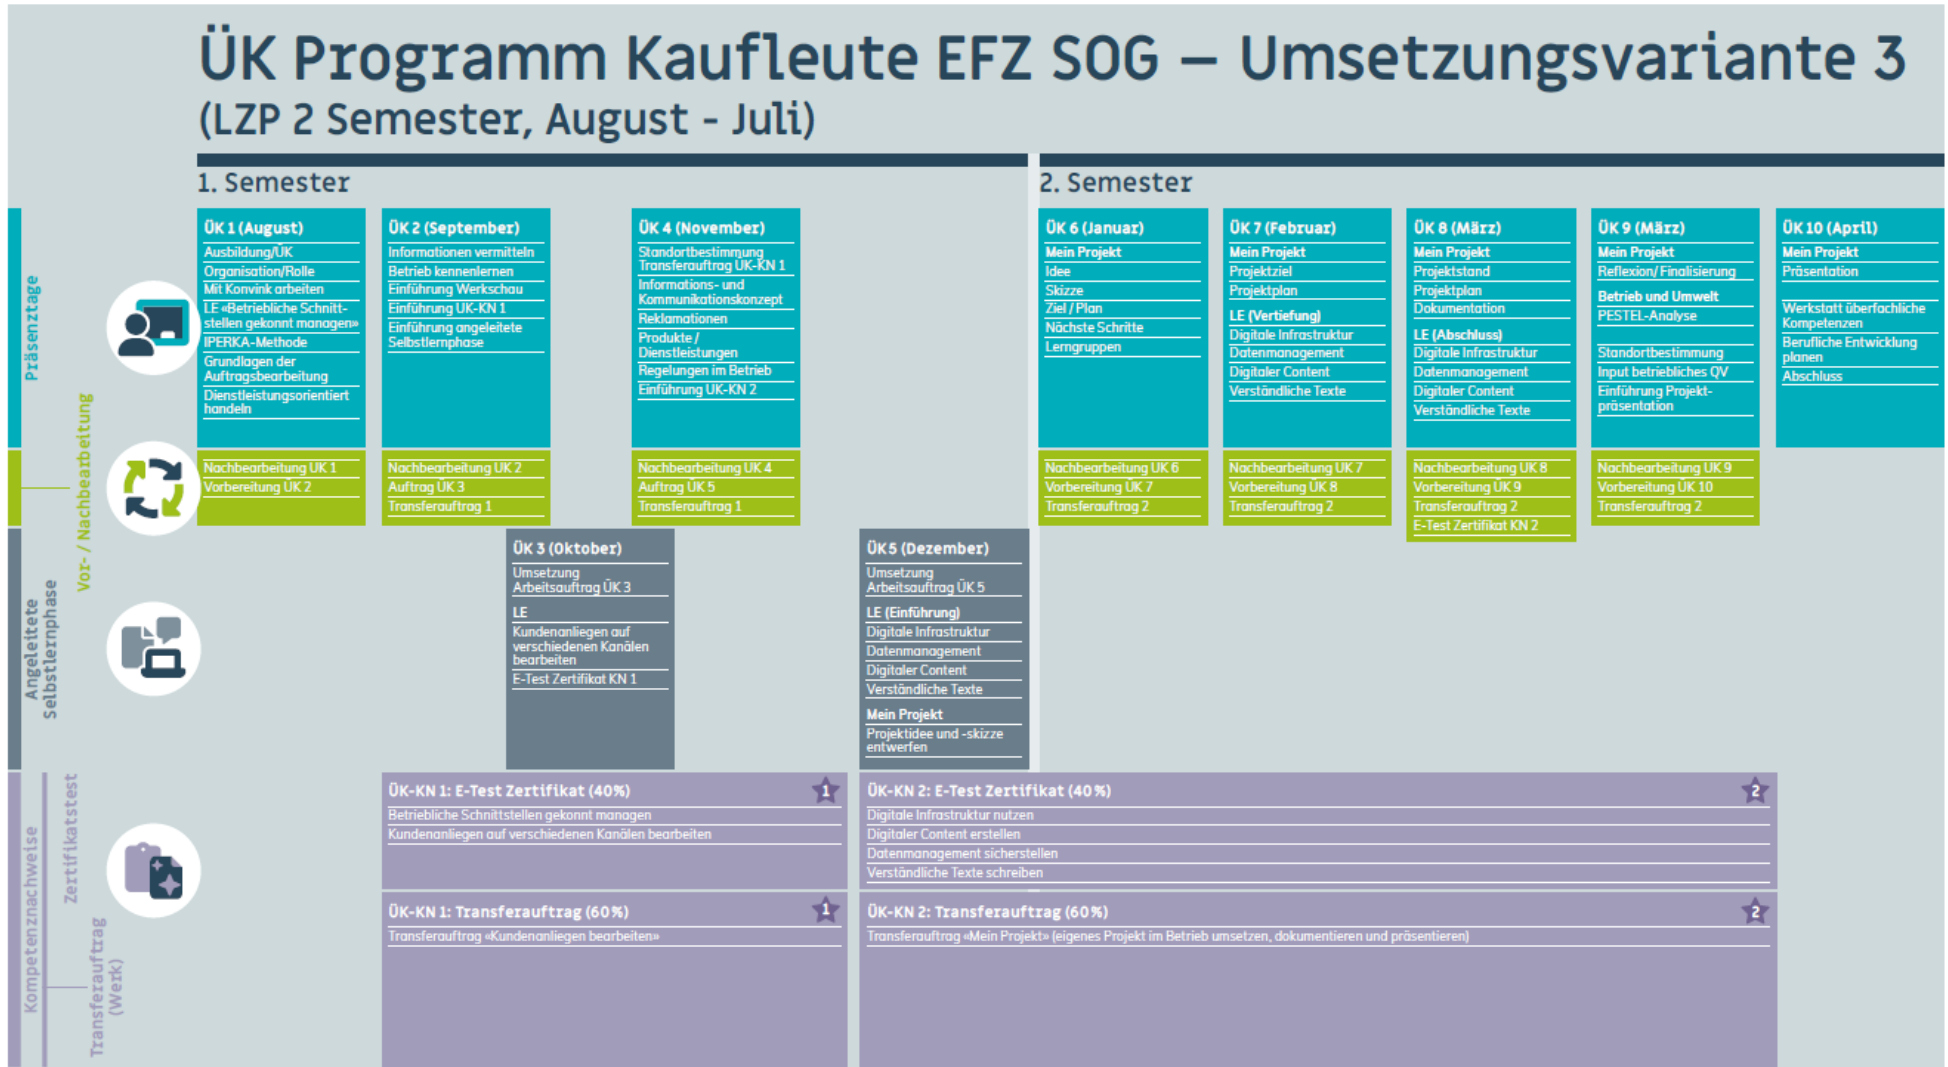 ÜK Programm Kaufleute EFZ SOG – Umsetzungsvariante 3
(LZP 2 Semester, August - Juli)
1. Semester
2. Semester
Präsenztage
ÜK 1 (August)
Ausbildung/ÜK
Organisation/Rolle
Mit Konvink arbeiten
LE «Betriebliche Schnitt-
stellen gekonnt managen»
IPERKA-Methode
Grundlagen der
Auftragsbearbeitung
Dienstleistungsorientiert
handeln
ÜK 2 (September)
Informationen vermitteln
Betrieb kennenlernen
Einführung Werkschau
Einführung ÜK-KN 1
Einführung angeleitete
Selbstlernphase
ÜK 4 (November)
Standortbestimmung
Transferauftrag ÜK-KN 1
Informations- und
Kommunikationskonzept
Reklamationen
Produkte /
Dienstleistungen
Regelungen im Betrieb
Einführung ÜK-KN 2
ÜK 6 (Januar)
Mein Projekt
Idee
Skizze
Ziel / Plan
Nächste Schritte
Lerngruppen
ÜK 7 (Februar)
Mein Projekt
Projektziel
Projektplan
LE (Vertiefung)
Digitale Infrastruktur
Datenmanagement
Digitaler Content
Verständliche Texte
ÜK 8 (März)
Mein Projekt
Projektstand
Projektplan
Dokumentation
LE (Abschluss)
Digitale Infrastruktur
Datenmanagement
Digitaler Content
Verständliche Texte
ÜK 9 (März)
Mein Projekt
Reflexion/ Finalisierung
Betrieb und Umwelt
PESTEL-Analyse
Standortbestimmung
Input betriebliches QV
Einführung Projekt-
präsentation
ÜK 10 (April)
Mein Projekt
Präsentation
Werkstatt überfachliche
Kompetenzen
Berufliche Entwicklung
planen
Abschluss
Vor- / Nachbearbeitung
Nachbearbeitung ÜK 1
Vorbereitung ÜK 2
Nachbearbeitung ÜK 2
Auftrag ÜK 3
Transferauftrag 1
Nachbearbeitung ÜK 4
Auftrag ÜK 5
Transferauftrag 1
Nachbearbeitung ÜK 6
Vorbereitung ÜK 7
Transferauftrag 2
Nachbearbeitung ÜK 7
Vorbereitung ÜK 8
Transferauftrag 2
Nachbearbeitung ÜK 8
Vorbereitung ÜK 9
Transferauftrag 2
E-Test Zertifikat KN 2
Nachbearbeitung ÜK 9
Vorbereitung ÜK 10
Transferauftrag 2
Angeleitete
Selbstlernphase
ÜK 3 (Oktober)
Umsetzung
Arbeitsauftrag ÜK 3
LE
Kundenanliegen auf
verschiedenen Kanälen
bearbeiten
E-Test Zertifikat KN 1
ÜK 5 (Dezember)
Umsetzung
Arbeitsauftrag ÜK 5
LE (Einführung)
Digitale Infrastruktur
Datenmanagement
Digitaler Content
Verständliche Texte
Mein Projekt
Projektidee und -skizze
entwerfen
Kompetenznachweise
Zertifikatstest
ÜK-KN 1: E-Test Zertifikat (40%)
1
Betriebliche Schnittstellen gekonnt managen
Kundenanliegen auf verschiedenen Kanälen bearbeiten
ÜK-KN 2: E-Test Zertifikat (40%)
2
Digitale Infrastruktur nutzen
Digitaler Content erstellen
Datenmanagement sicherstellen
Verständliche Texte schreiben
Transferauftrag
(Werk)
ÜK-KN 1: Transferauftrag (60%)
1
Transferauftrag «Kundenanliegen bearbeiten»
ÜK-KN 2: Transferauftrag (60%)
2
Transferauftrag «Mein Projekt» (eigenes Projekt im Betrieb umsetzen, dokumentieren und präsentieren)